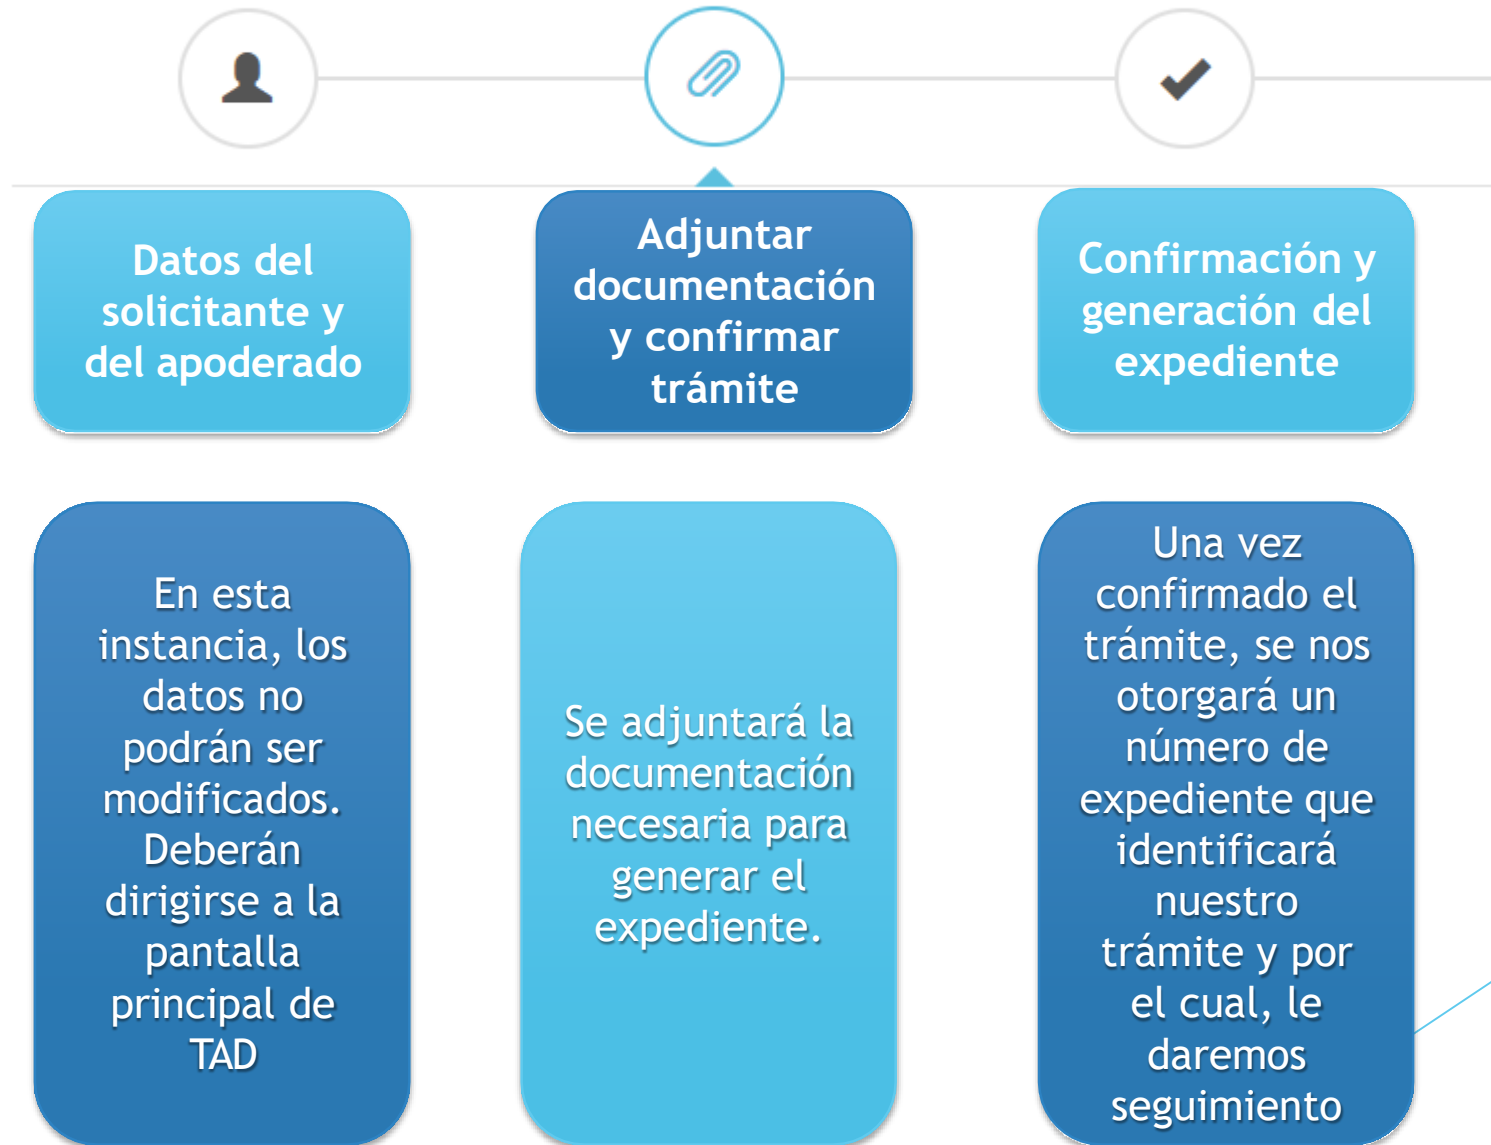 Datos del
solicitante y
del apoderado
Adjuntar
documentación
y confirmar
trámite
Confirmación y
generación del
expediente
En esta
instancia, los
datos no
podrán ser
modificados.
Deberán
dirigirse a la
pantalla
principal de
TAD
Se adjuntará la
documentación
necesaria para
generar el
expediente.
Una vez
confirmado el
trámite, se nos
otorgará un
número de
expediente que
identificará
nuestro
trámite y por
el cual, le
daremos
seguimiento